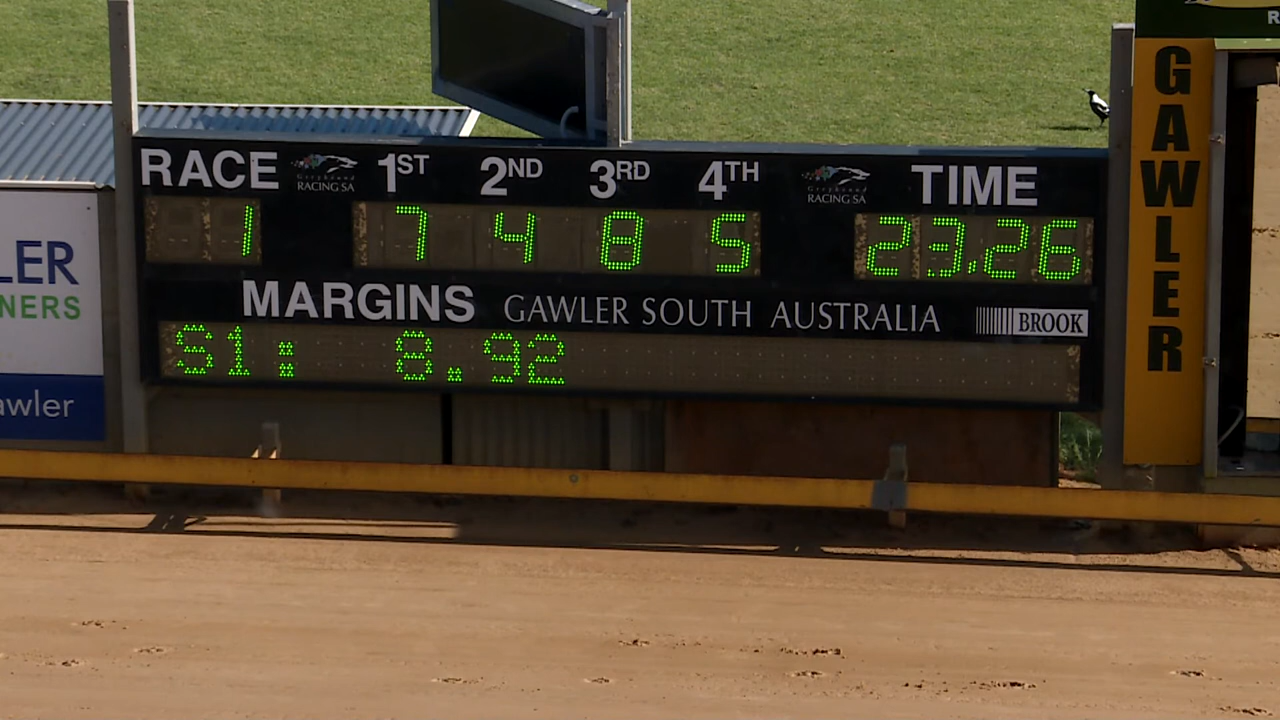 RACE Greyhound RACING SA 1ST 2ND 3RD 4TH Greyhound RACING SA TIME
1 7 4 8 5 23.26
MARGINS GAWLER SOUTH AUSTRALIA BROOK
S1: 8.92
GAWLER
LER
NERS
awler
R